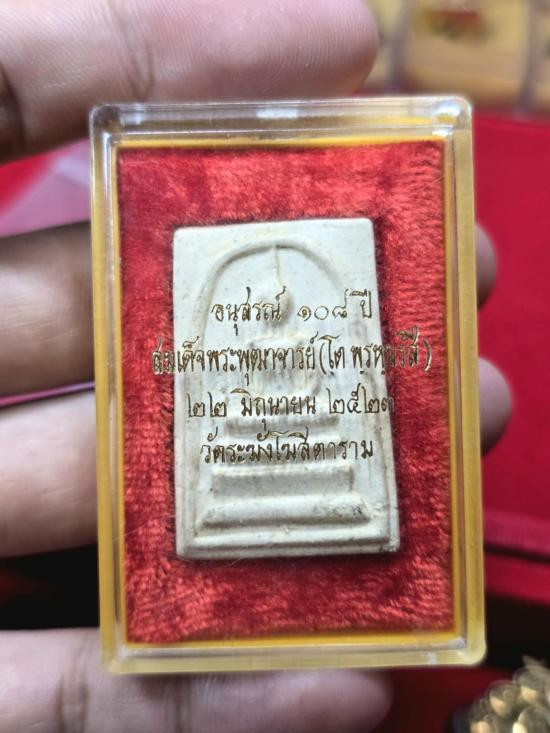 อนุสรณ์ ๑๐๘ ปี
สมเด็จพระพุฒาจารย์ (โต พฺรหฺมรํสี)
๒๒ มิถุนายน ๒๕๒๓
วัดระฆังโฆสิตาราม